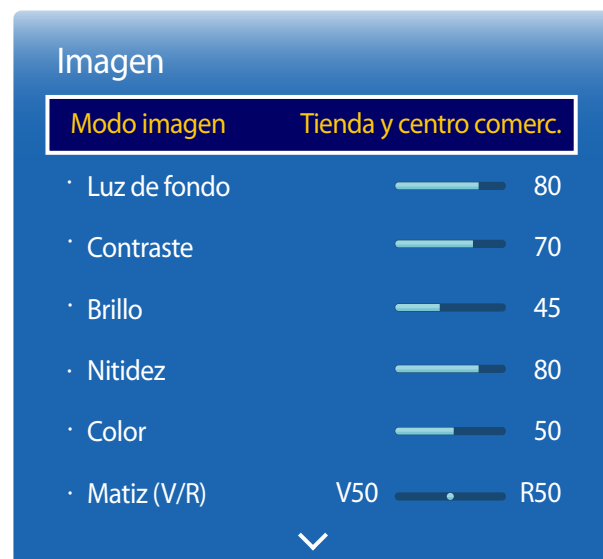 Imagen
Modo imagen Tienda y centro comerc.
· Luz de fondo 80
· Contraste 70
· Brillo 45
· Nitidez 80
· Color 50
· Matiz (V/R) V50 R50